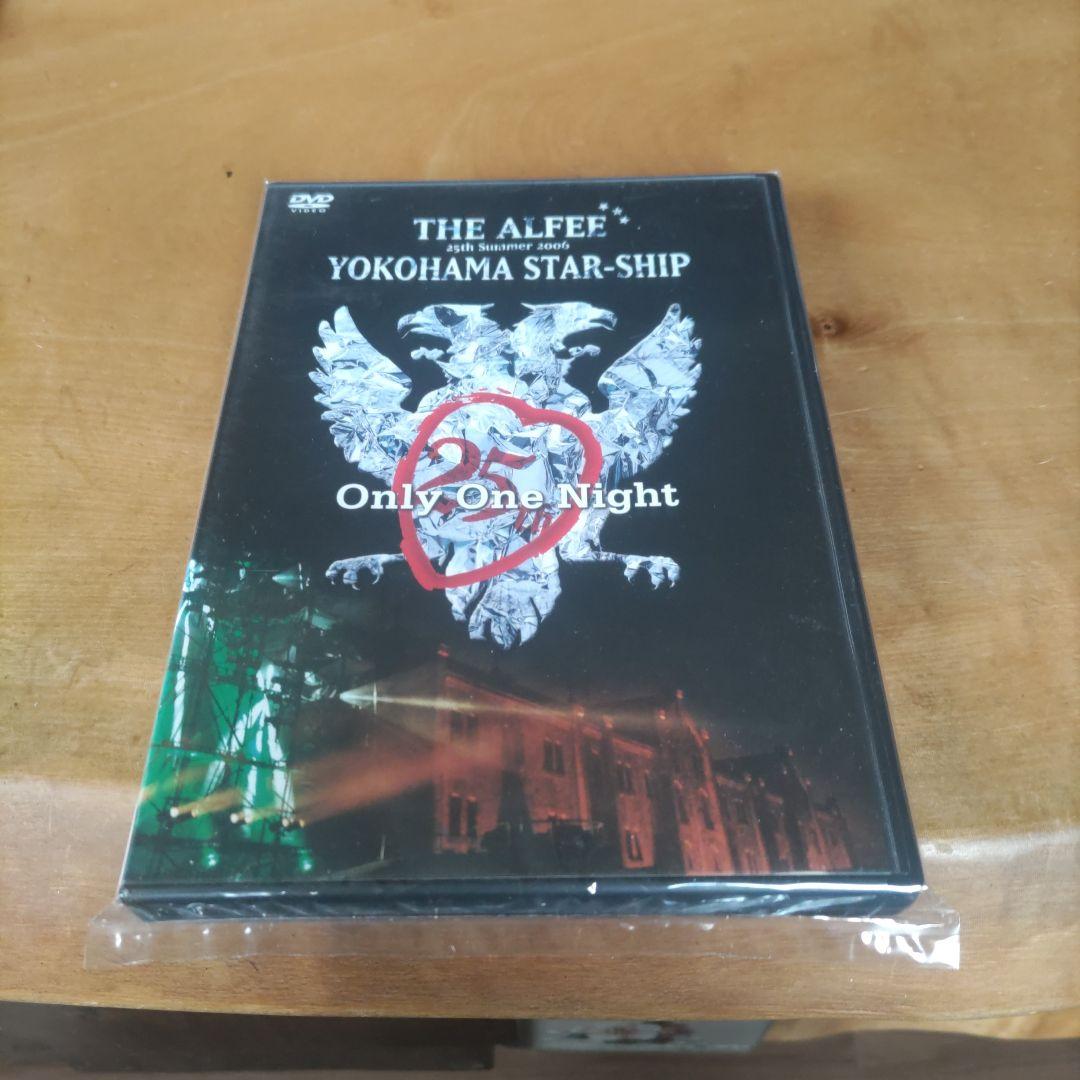 DVD
VIDEO
THE ALFEE
25th Summer 2006
YOKOHAMA STAR-SHIP
25th
Only One Night